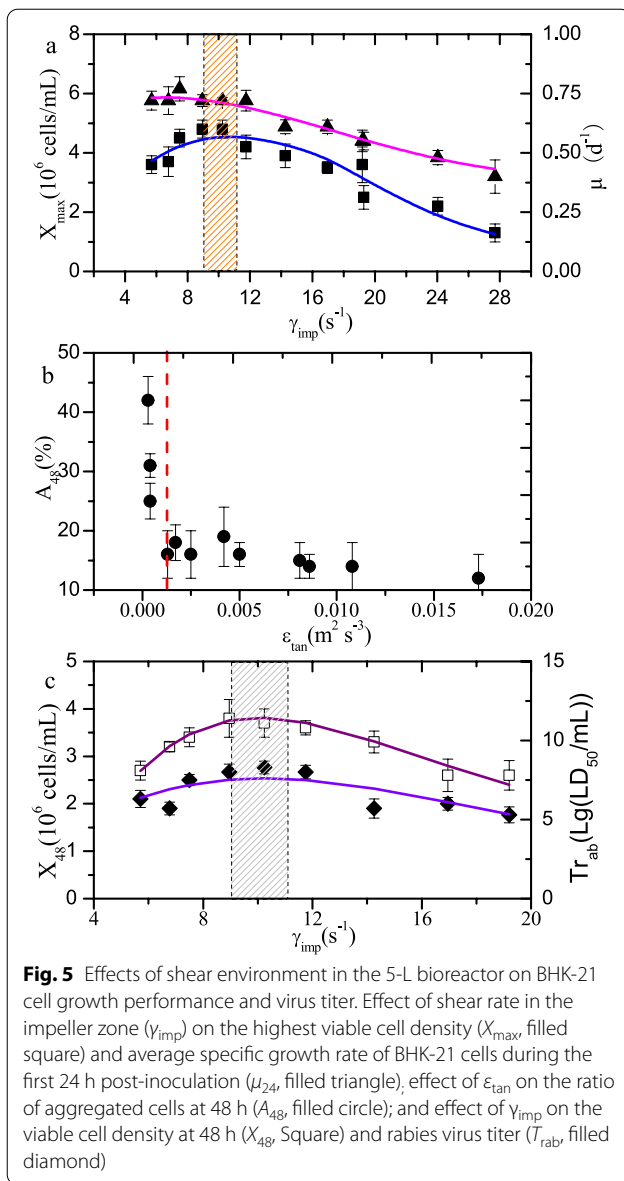 a
8
6
4
2
0
X_max(10^6 cells/mL)
1.00
0.75
0.50
0.25
0.00
μ (d^-1)
4 8 12 16 20 24 28
γ_imp(s^-1)
b
50
40
30
20
10
A_48(%)
0.000 0.005 0.010 0.015 0.020
ε_tan(m^2 s^-3)
c
5
4
3
2
1
0
X_48(10^6 cells/mL)
15
10
5
0
Tr_ab(Lg(LD_50/mL))
4 8 12 16 20
γ_imp(s^-1)
Fig. 5 Effects of shear environment in the 5-L bioreactor on BHK-21
cell growth performance and virus titer. Effect of shear rate in the
impeller zone (γ_imp) on the highest viable cell density (X_max, filled
square) and average specific growth rate of BHK-21 cells during the
first 24 h post-inoculation (μ_24, filled triangle); effect of ε_tan on the ratio
of aggregated cells at 48 h (A_48, filled circle); and effect of γ_imp on the
viable cell density at 48 h (X_48, Square) and rabies virus titer (T_rab, filled
diamond)